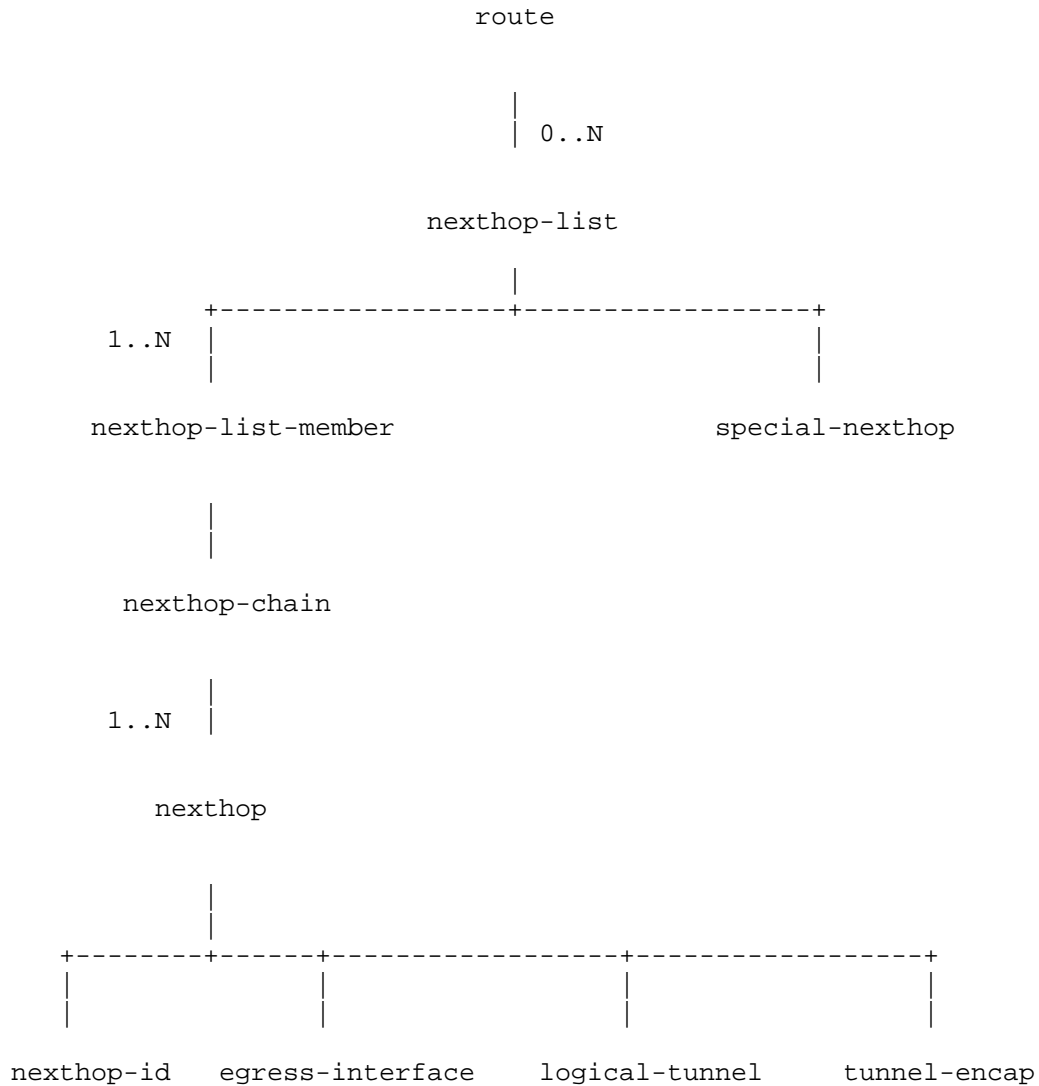 route
0..N
nexthop-list
1..N
nexthop-list-member special-nexthop
nexthop-chain
1..N
nexthop
nexthop-id egress-interface logical-tunnel tunnel-encap